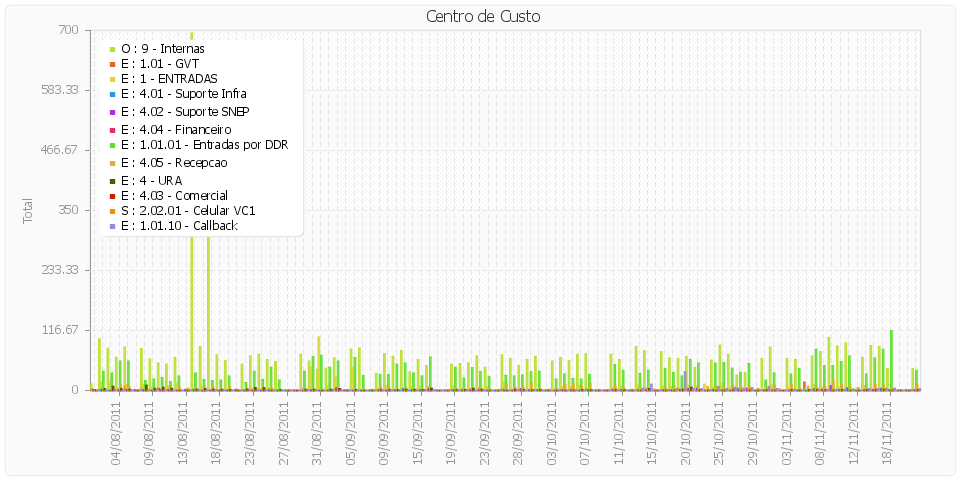 Centro de Custo
700
583.33
466.67
350
233.33
116.67
0
Total
O : 9 - Internas
E : 1.01 - GVT
E : 1 - ENTRADAS
E : 4.01 - Suporte Infra
E : 4.02 - Suporte SNEP
E : 4.04 - Financeiro
E : 1.01.01 - Entradas por DDR
E : 4.05 - Recepcao
E : 4 - URA
E : 4.03 - Comercial
S : 2.02.01 - Celular VC1
E : 1.01.10 - Callback
04/08/2011
09/08/2011
13/08/2011
18/08/2011
23/08/2011
27/08/2011
31/08/2011
05/09/2011
09/09/2011
15/09/2011
19/09/2011
23/09/2011
28/09/2011
03/10/2011
07/10/2011
11/10/2011
15/10/2011
20/10/2011
25/10/2011
29/10/2011
03/11/2011
08/11/2011
12/11/2011
18/11/2011